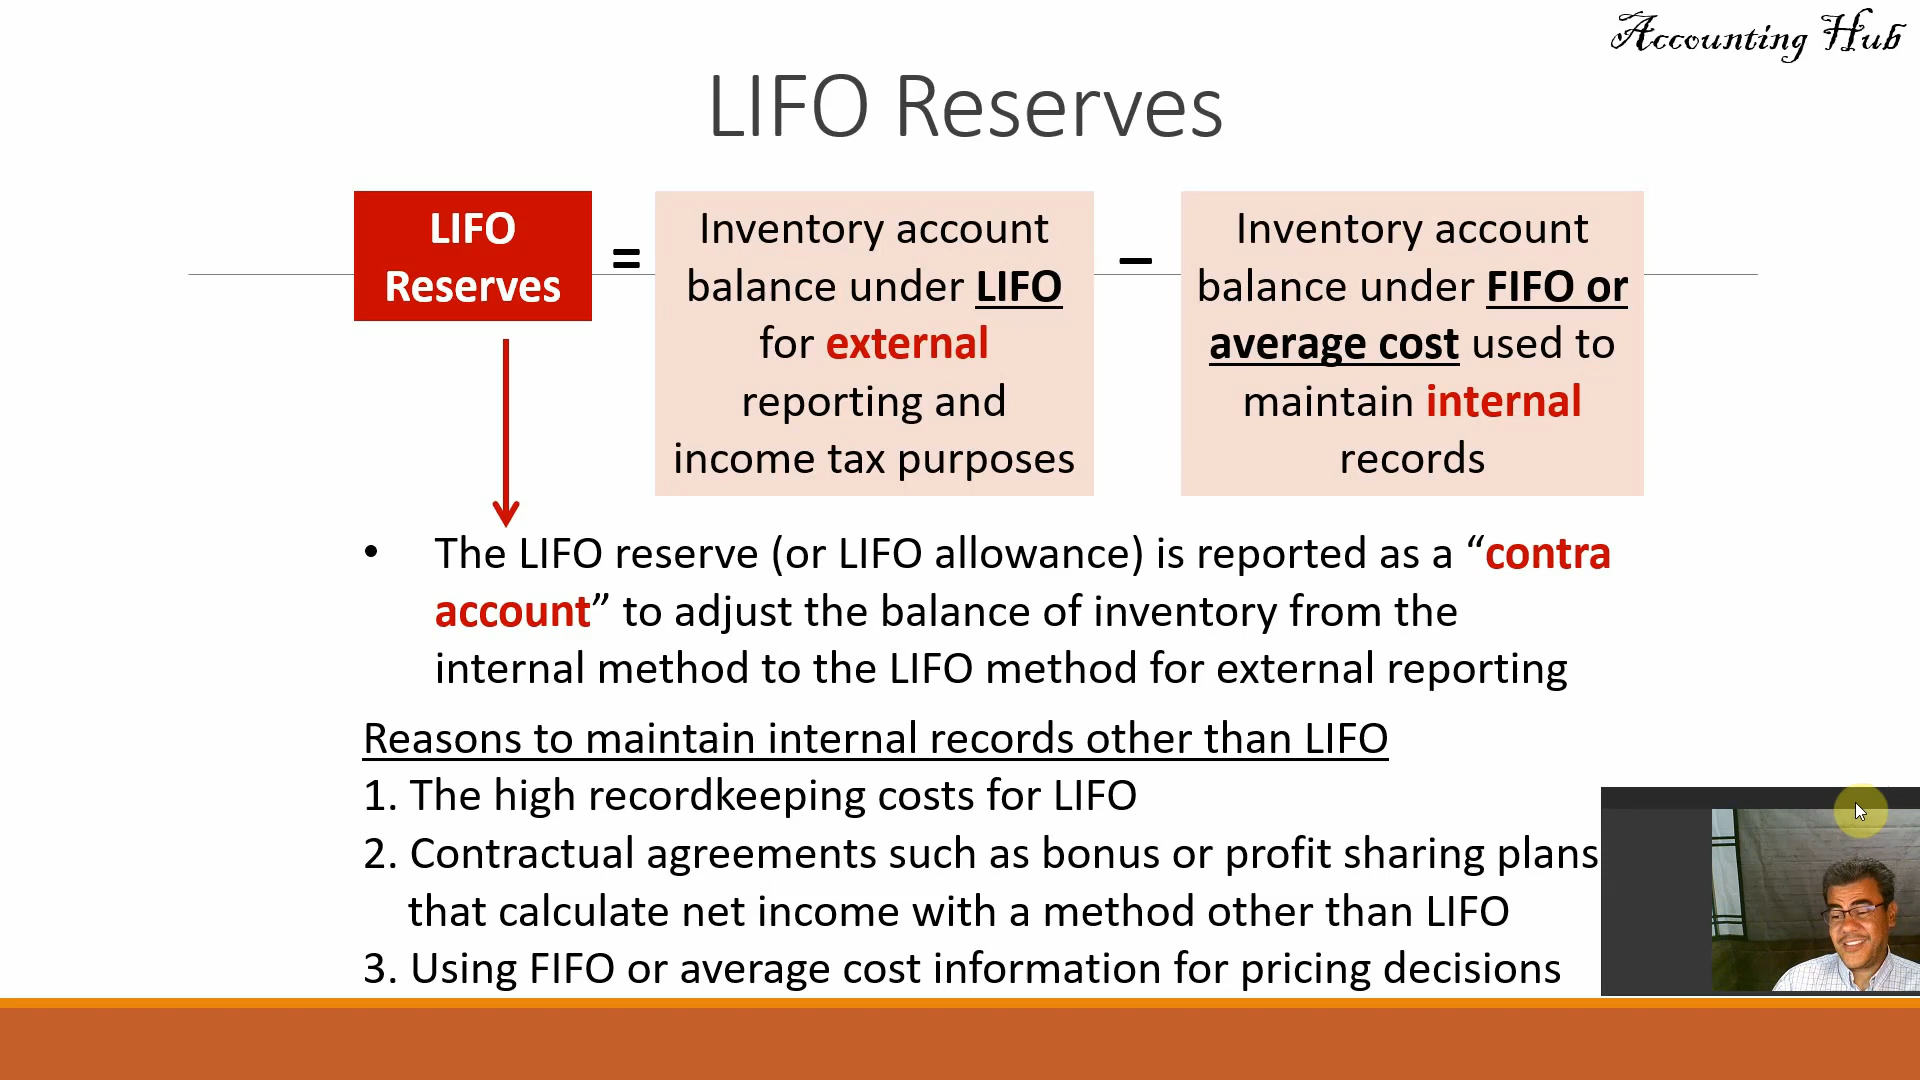 Accounting Hub
LIFO Reserves
LIFO
Reserves
=
Inventory account
balance under LIFO
for external
reporting and
income tax purposes
–
Inventory account
balance under FIFO or
average cost used to
maintain internal
records
• The LIFO reserve (or LIFO allowance) is reported as a “contra
account” to adjust the balance of inventory from the
internal method to the LIFO method for external reporting
Reasons to maintain internal records other than LIFO
1. The high recordkeeping costs for LIFO
2. Contractual agreements such as bonus or profit sharing plans
that calculate net income with a method other than LIFO
3. Using FIFO or average cost information for pricing decisions